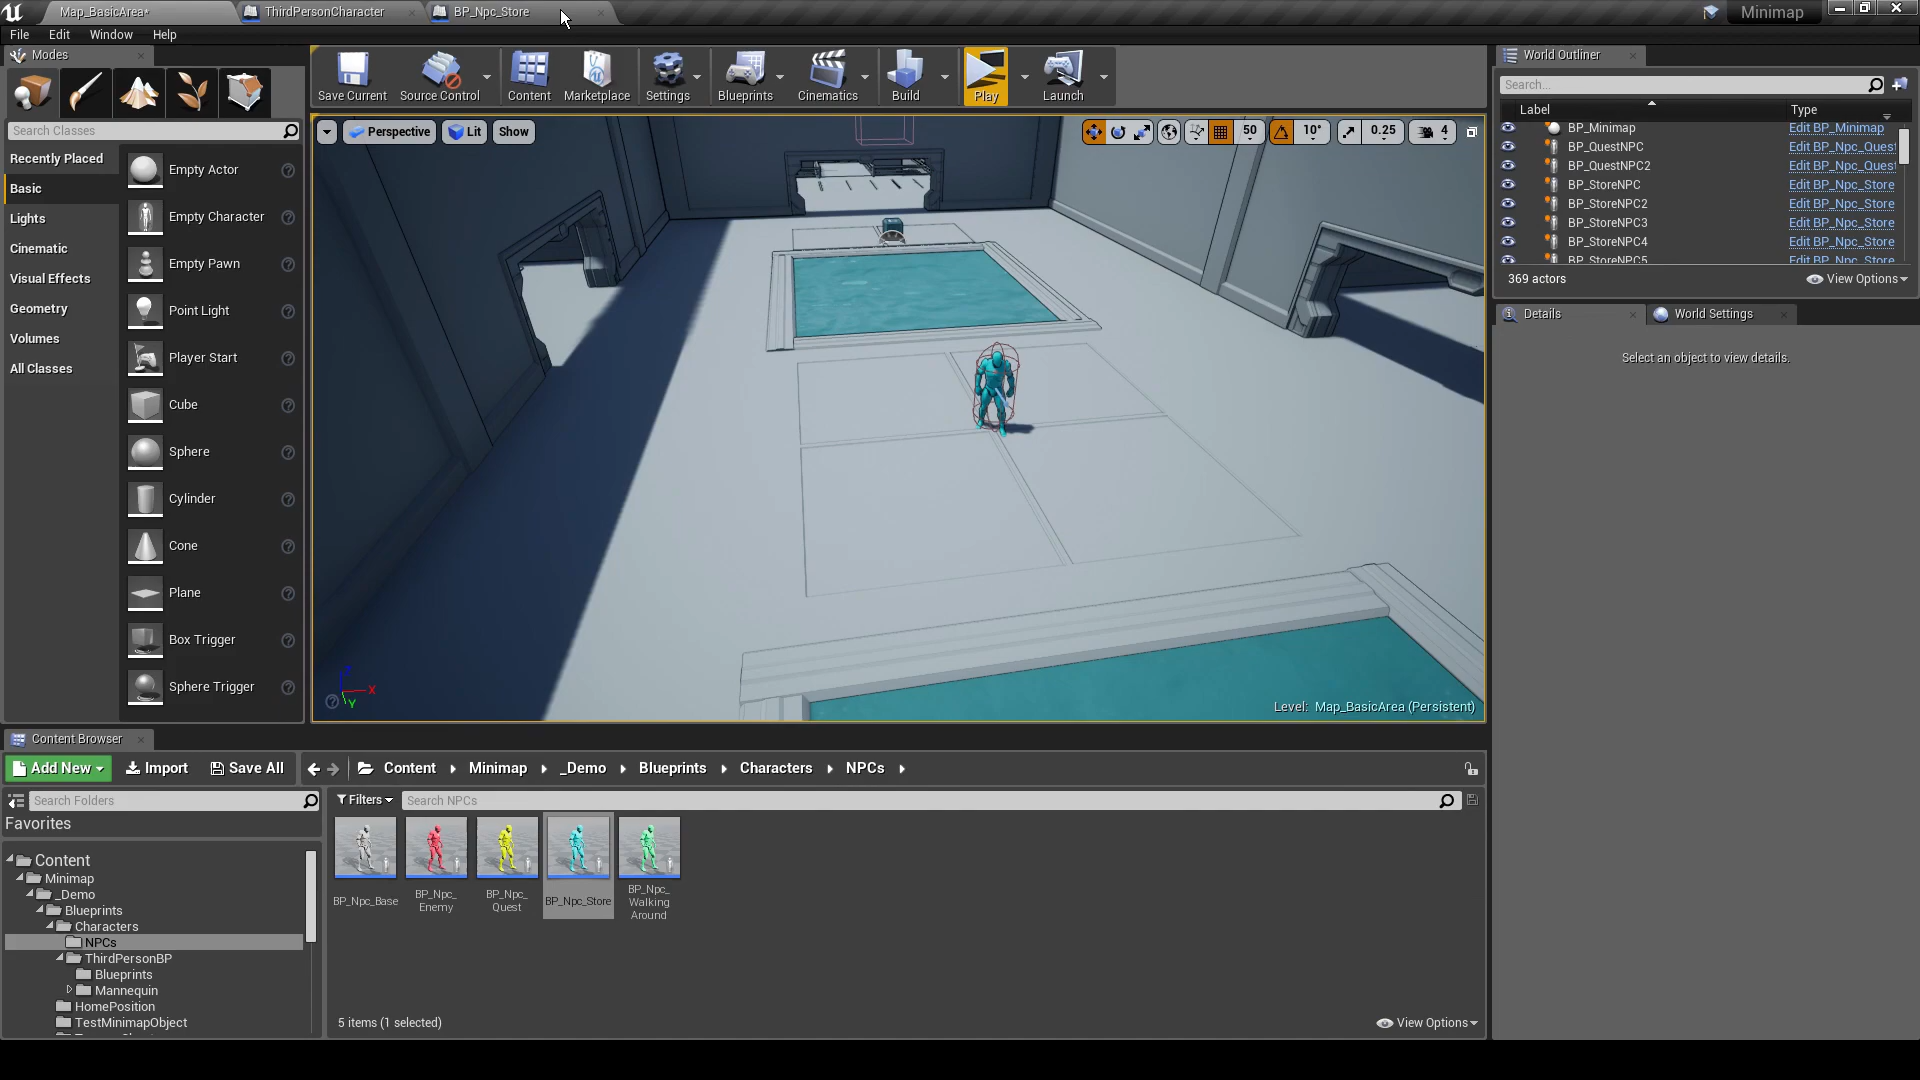 Map_BasicArea*
ThirdPersonCharacter
BP_Npc_Store
Minimap
File Edit Window Help
Modes
Search Classes
Recently Placed
Basic
Lights
Cinematic
Visual Effects
Geometry
Volumes
All Classes
Empty Actor
Empty Character
Empty Pawn
Point Light
Player Start
Cube
Sphere
Cylinder
Cone
Plane
Box Trigger
Sphere Trigger
Save Current
Source Control
Content
Marketplace
Settings
Blueprints
Cinematics
Build
Play
Launch
Perspective
Lit
Show
50
10°
0.25
4
X
Y
Level: Map_BasicArea (Persistent)
World Outliner
Search...
Label
Type
BP_Minimap Edit BP_Minimap
BP_QuestNPC Edit BP_Npc_Quest
BP_QuestNPC2 Edit BP_Npc_Quest
BP_StoreNPC Edit BP_Npc_Store
BP_StoreNPC2 Edit BP_Npc_Store
BP_StoreNPC3 Edit BP_Npc_Store
BP_StoreNPC4 Edit BP_Npc_Store
BP_StoreNPC5 Edit BP_Npc_Store
369 actors
View Options
Details
World Settings
Select an object to view details.
Content Browser
Add New
Import
Save All
Content
Minimap
_Demo
Blueprints
Characters
NPCs
Search Folders
Favorites
Content
Minimap
_Demo
Blueprints
Characters
NPCs
ThirdPersonBP
Blueprints
Mannequin
HomePosition
TestMinimapObject
Filters
Search NPCs
BP_Npc_Base
BP_Npc_
Enemy
BP_Npc_
Quest
BP_Npc_Store
BP_Npc_
Walking
Around
5 items (1 selected)
View Options